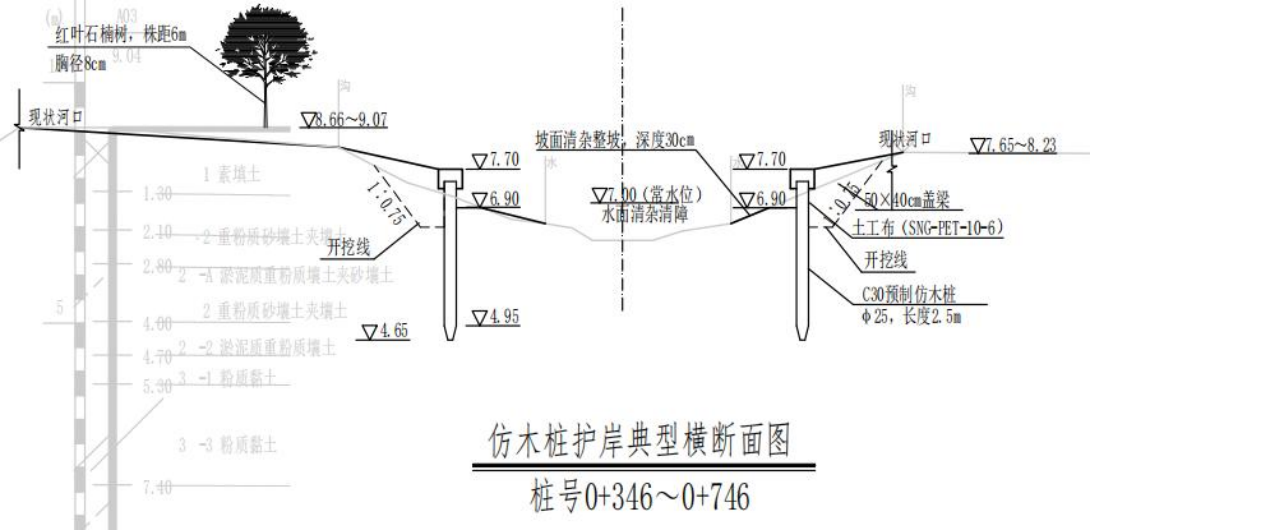 (m)
A03
红叶石楠树，株距6m
9.04
胸径8cm
现状河口
▽8.66～9.07
沟
坡面清杂整坡，深度30cm
沟
现状河口
▽7.65～8.23
▽7.70
水
水
▽7.70
1 素填土
1:0.75
1.30
▽6.90
▽7.00（常水位）
水面清杂清障
▽6.90
1:0.75
50×40cm盖梁
土工布（SNG-PET-10-6）
2.10
-2 重粉质砂壤土夹壤土
开挖线
开挖线
2.80
2 -A 淤泥质重粉质壤土夹砂壤土
C30预制仿木桩
φ25，长度2.5m
5
2 重粉质砂壤土夹壤土
4.00
▽4.65
▽4.95
4.70
2 -2 淤泥质重粉质壤土
5.30
3 -1 粉质黏土
3 -3 粉质黏土
7.40
仿木桩护岸典型横断面图
桩号0+346～0+746